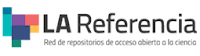 LA Referencia
Red de repositorios de acceso abierto a la ciencia